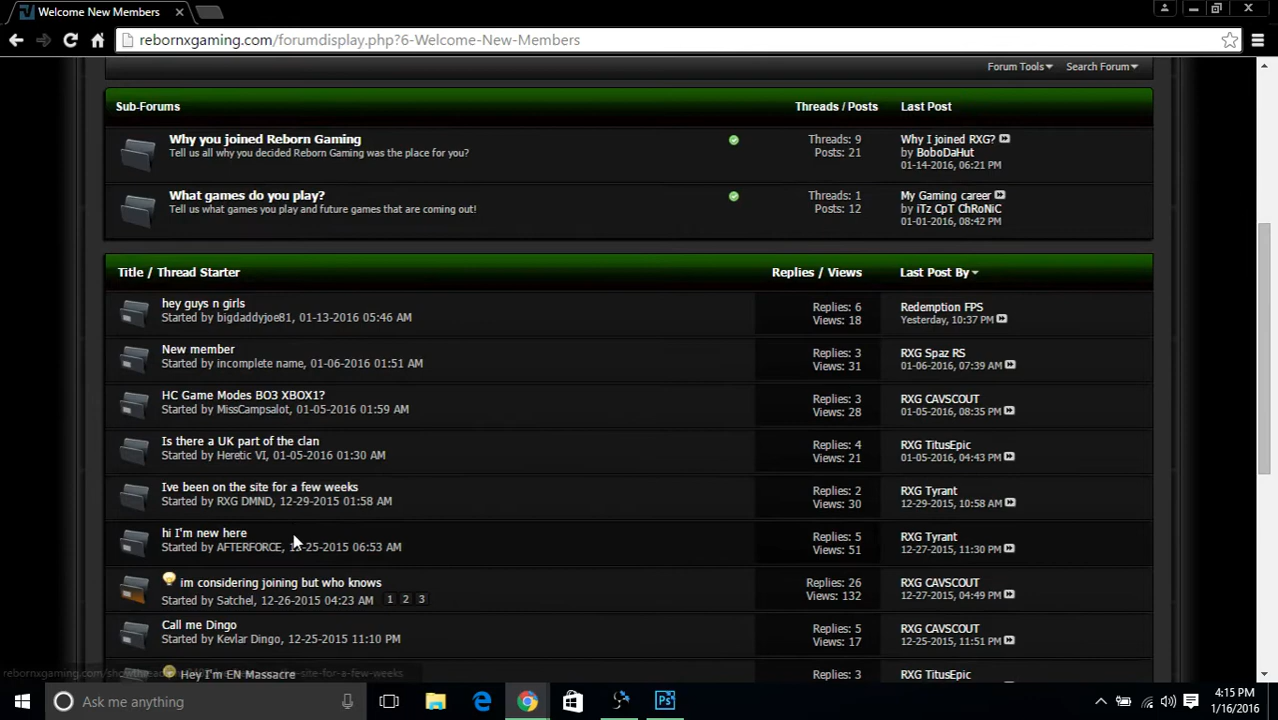 Welcome New Members
rebornxgaming.com/forumdisplay.php?6-Welcome-New-Members
Forum Tools Search Forum
Sub-Forums Threads / Posts Last Post
Why you joined Reborn Gaming Threads: 9 Why I joined RXG?
Tell us all why you decided Reborn Gaming was the place for you? Posts: 21 by BoboDaHut
01-14-2016, 06:21 PM
What games do you play? Threads: 1 My Gaming career
Tell us what games you play and future games that are coming out! Posts: 12 by iTz CpT ChRoNiC
01-01-2016, 08:42 PM
Title / Thread Starter Replies / Views Last Post By
hey guys n girls Replies: 6 Redemption FPS
Started by bigdaddyjoe81, 01-13-2016 05:46 AM Views: 18 Yesterday, 10:37 PM
New member Replies: 3 RXG Spaz RS
Started by incomplete name, 01-06-2016 01:51 AM Views: 31 01-06-2016, 07:39 AM
HC Game Modes BO3 XBOX1? Replies: 3 RXG CAVSCOUT
Started by MissCampsalot, 01-05-2016 01:59 AM Views: 28 01-05-2016, 08:35 PM
Is there a UK part of the clan Replies: 4 RXG TitusEpic
Started by Heretic VI, 01-05-2016 01:30 AM Views: 21 01-05-2016, 04:43 PM
Ive been on the site for a few weeks Replies: 2 RXG Tyrant
Started by RXG DMND, 12-29-2015 01:58 AM Views: 30 12-29-2015, 10:58 AM
hi I'm new here Replies: 5 RXG Tyrant
Started by AFTERFORCE, 12-25-2015 06:53 AM Views: 51 12-27-2015, 11:30 PM
im considering joining but who knows Replies: 26 RXG CAVSCOUT
Started by Satchel, 12-26-2015 04:23 AM 1 2 3 Views: 132 12-27-2015, 04:49 PM
Call me Dingo Replies: 5 RXG CAVSCOUT
Started by Kevlar Dingo, 12-25-2015 11:10 PM Views: 17 12-25-2015, 11:51 PM
Hey I'm EN Massacre Replies: 3 RXG TitusEpic
Ask me anything 4:15 PM
1/16/2016